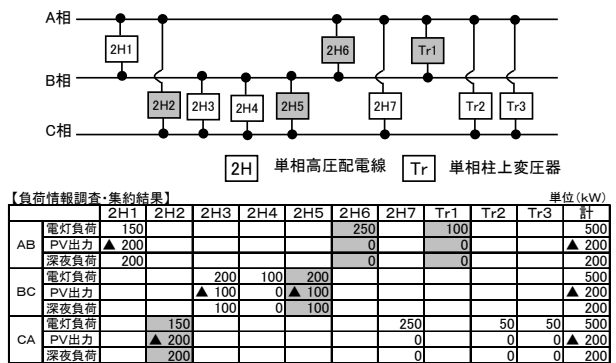 A相
2H1
2H6
Tr1
B相
2H2
2H3
2H4
2H5
2H7
Tr2
Tr3
C相
2H 単相高圧配電線 Tr 単相柱上変圧器
【負荷情報調査・集約結果】 単位(kW)
2H1 2H2 2H3 2H4 2H5 2H6 2H7 Tr1 Tr2 Tr3 計
AB 電灯負荷 150 250 100 500
PV出力 ▲ 200 0 0 ▲ 200
深夜負荷 200 0 0 200
BC 電灯負荷 200 100 200 500
PV出力 ▲ 100 0 ▲ 100 ▲ 200
深夜負荷 100 0 100 200
CA 電灯負荷 150 250 50 50 500
PV出力 ▲ 200 0 0 0 ▲ 200
深夜負荷 200 0 0 0 200